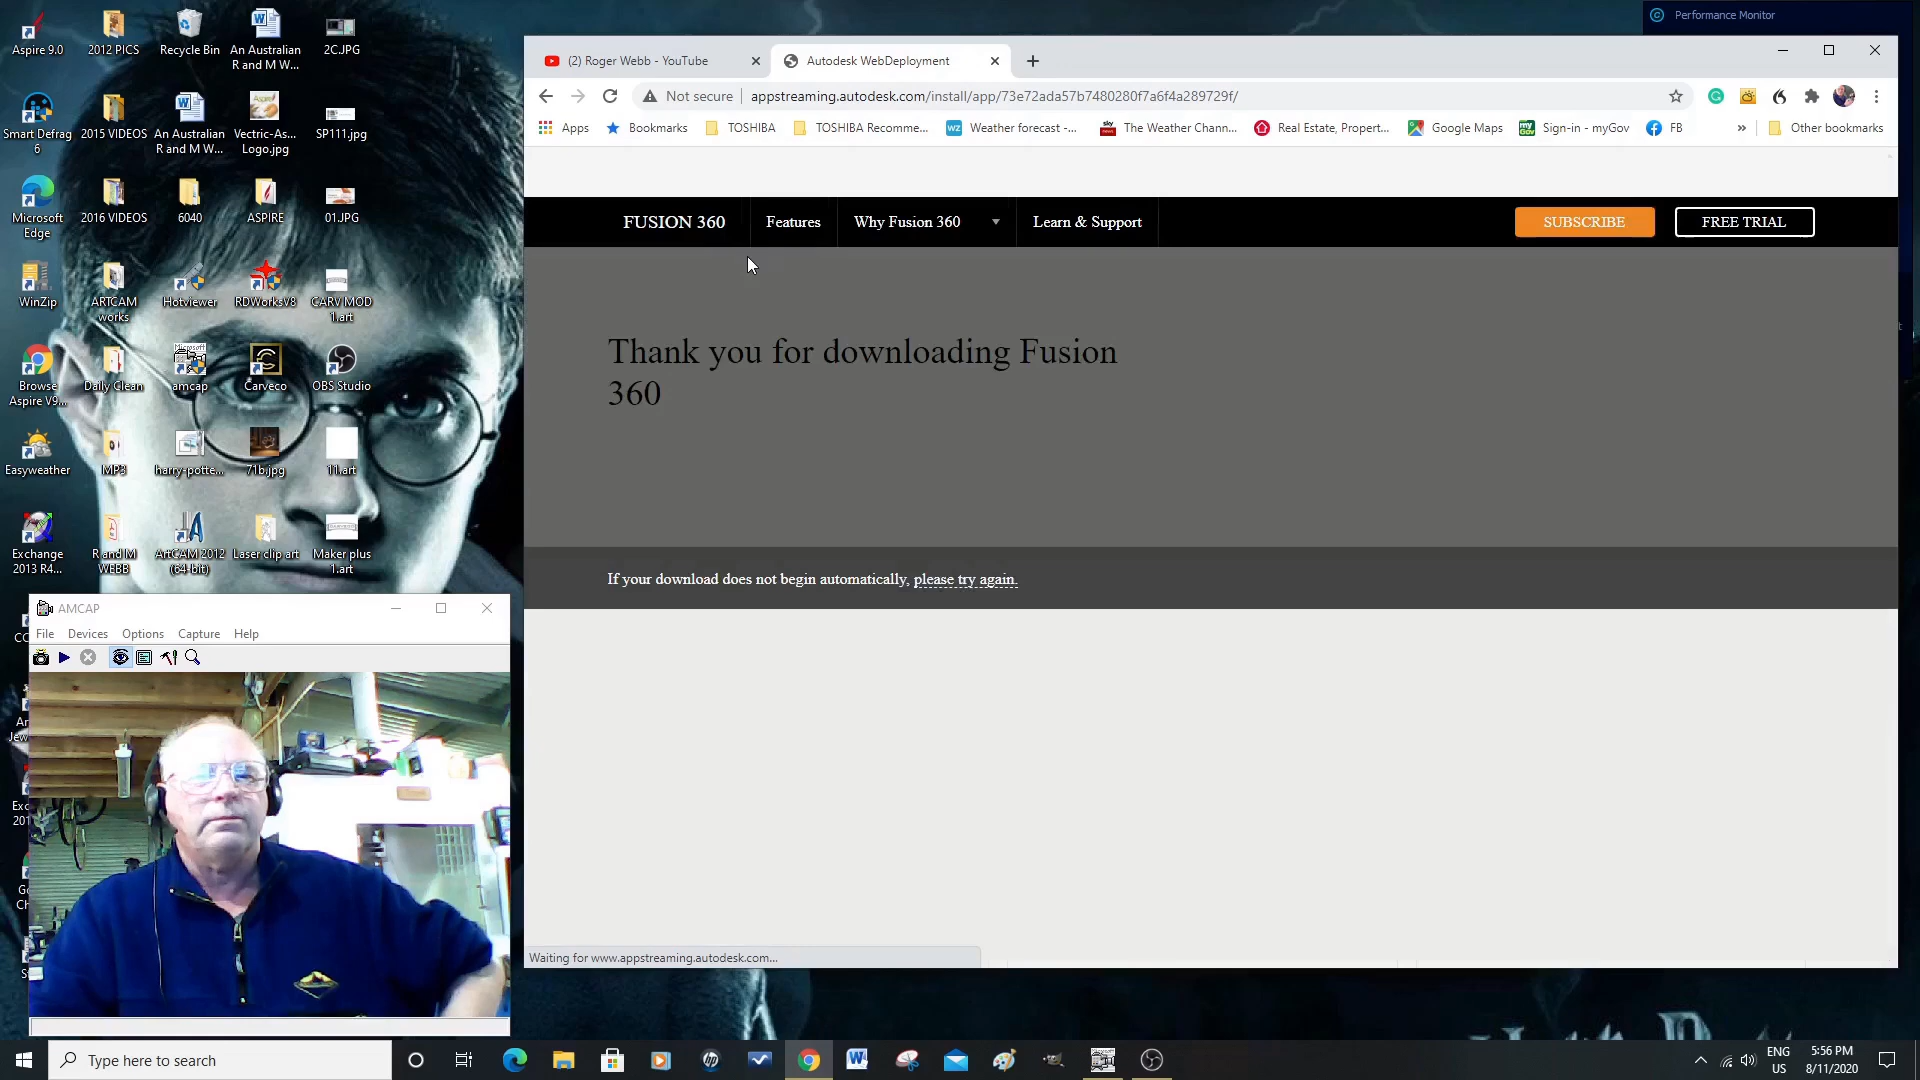 Performance Monitor
(2) Roger Webb - YouTube
Autodesk WebDeployment
Not secure
appstreaming.autodesk.com/install/app/73e72ada57b7480280f7a6f4a289729f/
Apps
Bookmarks
TOSHIBA
TOSHIBA Recomme...
Weather forecast -...
The Weather Chann...
Real Estate, Propert...
Google Maps
Sign-in - myGov
FB
»
Other bookmarks
FUSION 360
Features
Why Fusion 360
Learn & Support
SUBSCRIBE
FREE TRIAL
Thank you for downloading Fusion
360
If your download does not begin automatically, please try again.
Waiting for www.appstreaming.autodesk.com...
Aspire 9.0
2012 PICS
Recycle Bin
An Australian
R and M W...
2C.JPG
Smart Defrag
6
2015 VIDEOS
An Australian
R and M W...
Vectric-As...
Logo.jpg
SP111.jpg
Microsoft
Edge
2016 VIDEOS
6040
ASPIRE
01.JPG
WinZip
ARTCAM
works
Hotviewer
RDWorksV8
CARV MOD
1.art
Browse
Aspire V9...
Daily Clean
amcap
Carveco
OBS Studio
Easyweather
MP3
harry-potte...
71b.jpg
11.art
Exchange
2013 R4...
R and M
WEBB
ArtCAM 2012
(64-bit)
Laser clip art
Maker plus
1.art
AMCAP
File
Devices
Options
Capture
Help
Type here to search
ENG
US
5:56 PM
8/11/2020